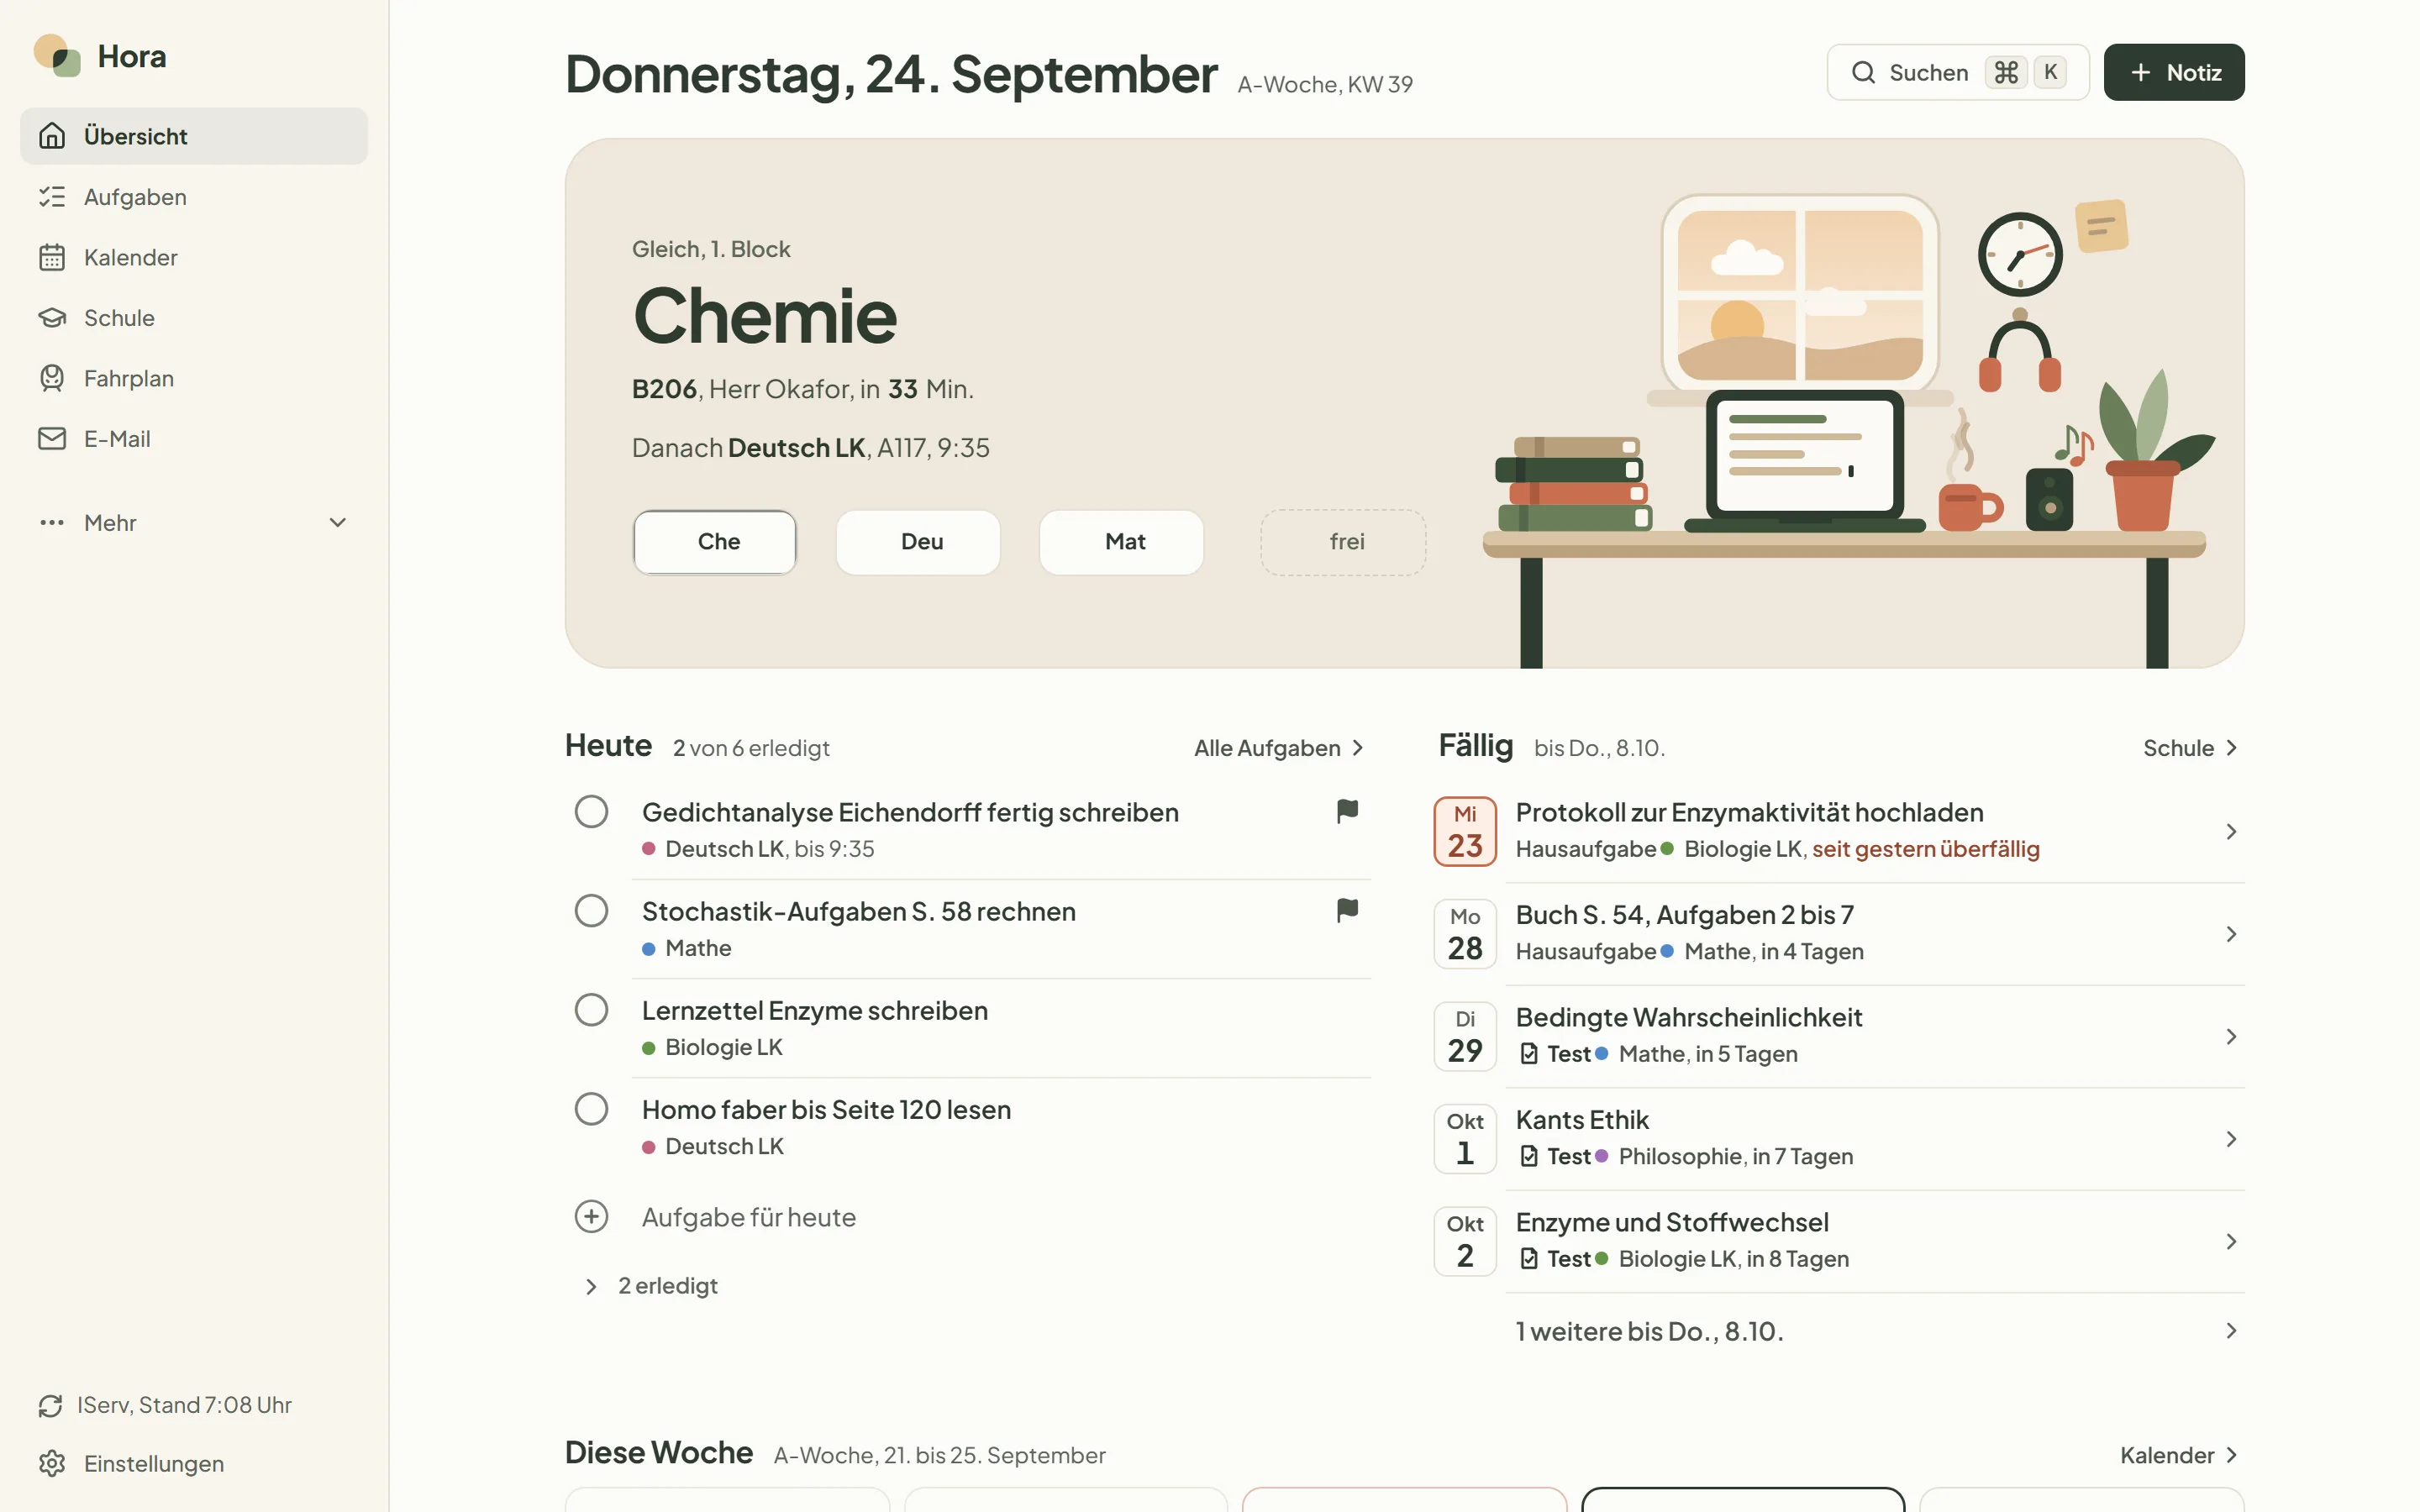 Hora
Übersicht
Aufgaben
Kalender
Schule
Fahrplan
E-Mail
Mehr
IServ, Stand 7:08 Uhr
Einstellungen
Donnerstag, 24. September A-Woche, KW 39
Suchen ⌘ K
Notiz
Gleich, 1. Block
Chemie
B206, Herr Okafor, in 33 Min.
Danach Deutsch LK, A117, 9:35
Che Deu Mat frei
Heute 2 von 6 erledigt Alle Aufgaben
Gedichtanalyse Eichendorff fertig schreiben
Deutsch LK, bis 9:35
Stochastik-Aufgaben S. 58 rechnen
Mathe
Lernzettel Enzyme schreiben
Biologie LK
Homo faber bis Seite 120 lesen
Deutsch LK
Aufgabe für heute
2 erledigt
Fällig bis Do., 8.10. Schule
Mi
23
Protokoll zur Enzymaktivität hochladen
Hausaufgabe Biologie LK, seit gestern überfällig
Mo
28
Buch S. 54, Aufgaben 2 bis 7
Hausaufgabe Mathe, in 4 Tagen
Di
29
Bedingte Wahrscheinlichkeit
Test Mathe, in 5 Tagen
Okt
1
Kants Ethik
Test Philosophie, in 7 Tagen
Okt
2
Enzyme und Stoffwechsel
Test Biologie LK, in 8 Tagen
1 weitere bis Do., 8.10.
Diese Woche A-Woche, 21. bis 25. September Kalender